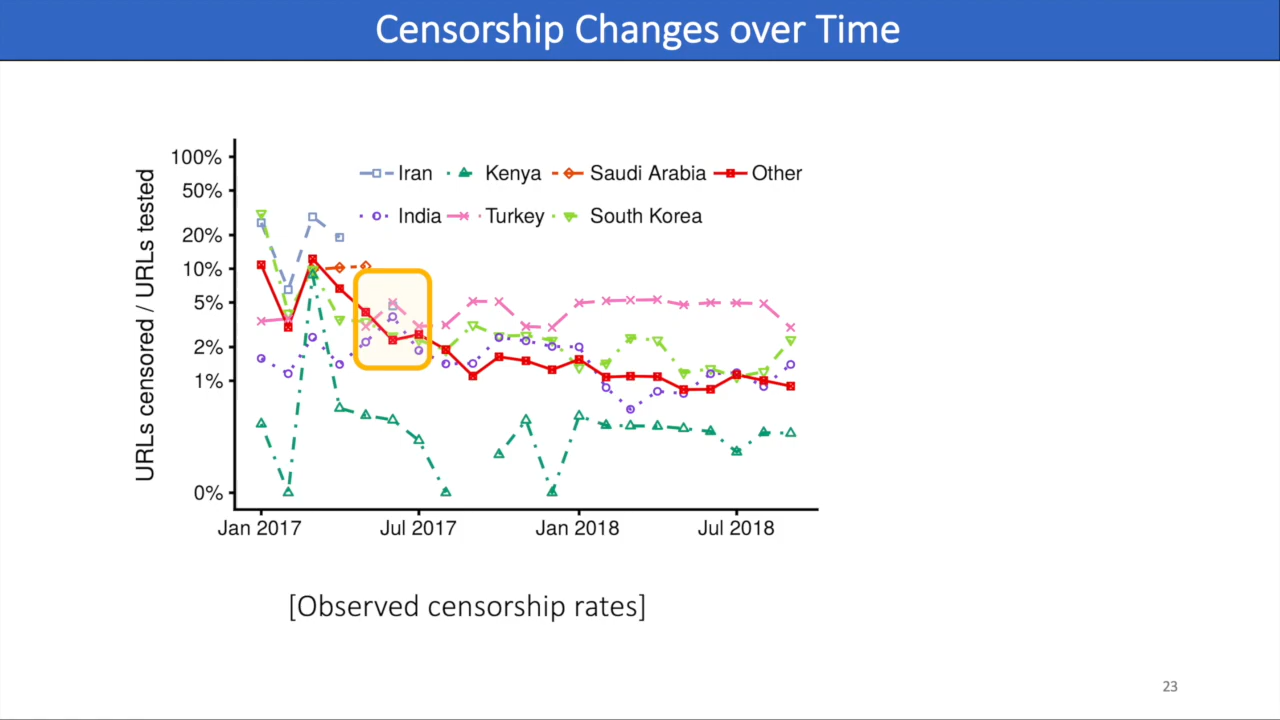 Censorship Changes over Time
URLs censored / URLs tested
100%
50%
20%
10%
5%
2%
1%
0%
Iran Kenya Saudi Arabia Other
India Turkey South Korea
Jan 2017 Jul 2017 Jan 2018 Jul 2018
[Observed censorship rates]
23